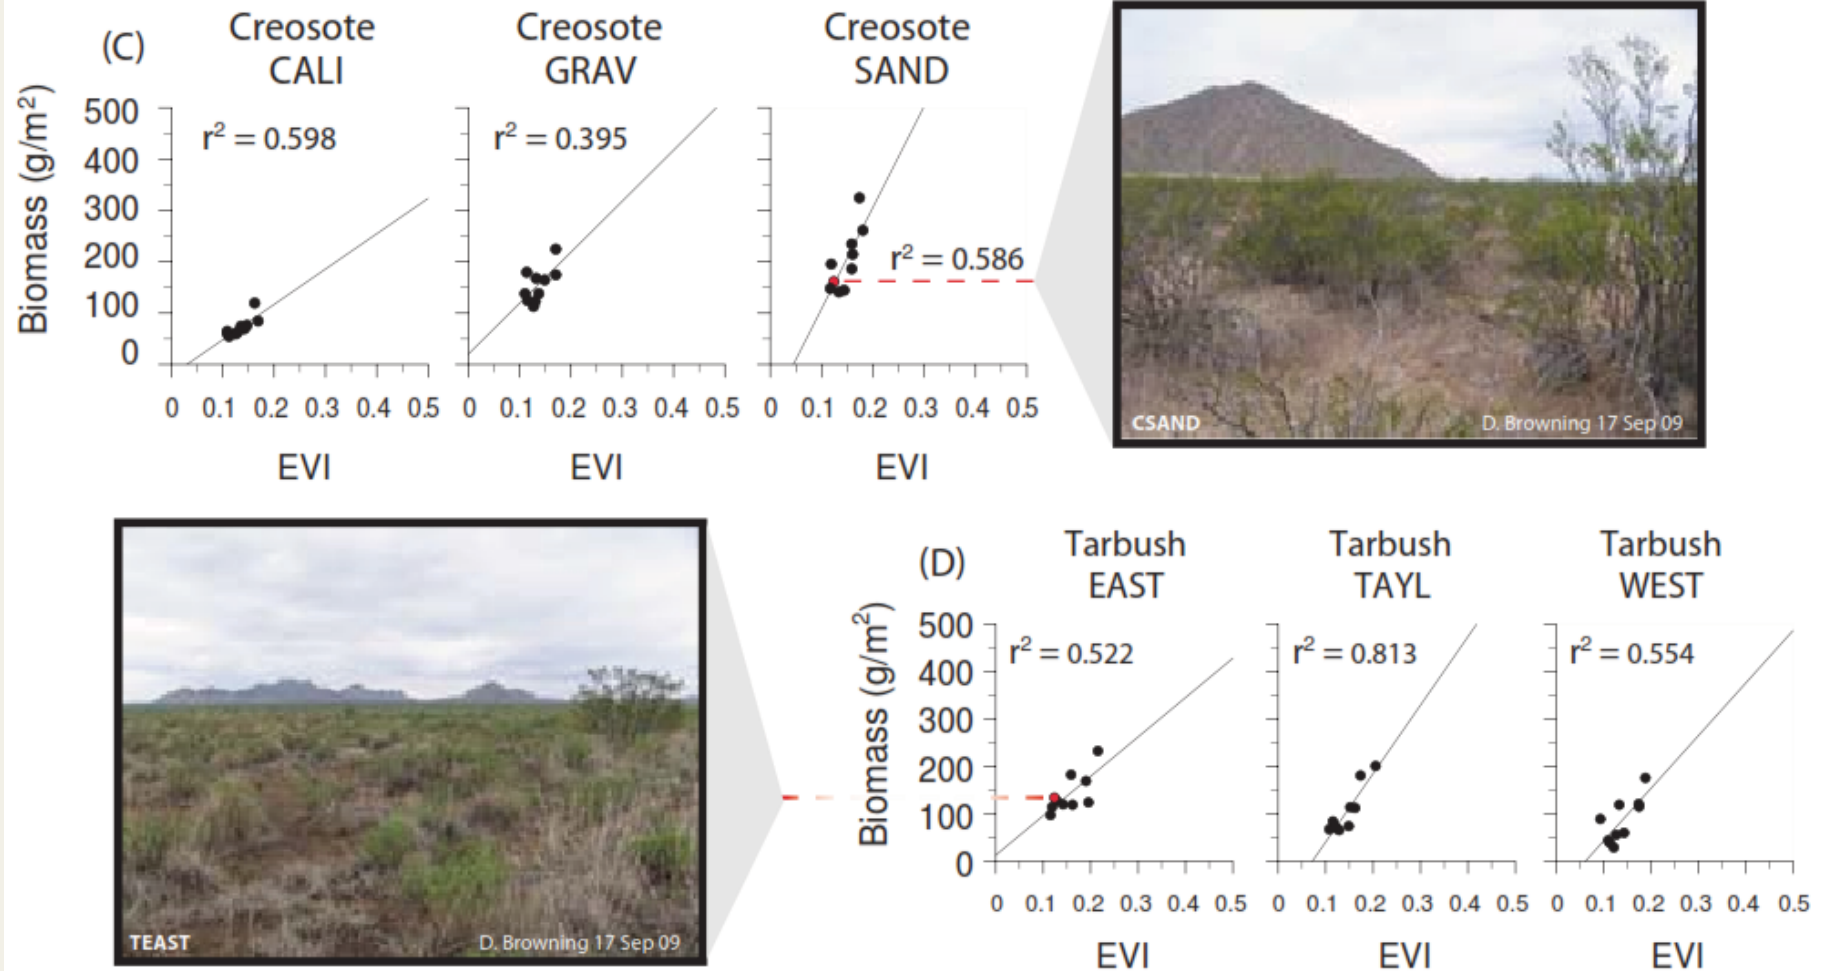 (C)
Creosote
CALI
Creosote
GRAV
Creosote
SAND
Biomass (g/m²)
500
400
300
200
100
0
r² = 0.598
r² = 0.395
r² = 0.586
0 0.1 0.2 0.3 0.4 0.5
0 0.1 0.2 0.3 0.4 0.5
0 0.1 0.2 0.3 0.4 0.5
EVI
EVI
EVI
CSAND
D. Browning 17 Sep 09
TEAST
D. Browning 17 Sep 09
(D)
Tarbush
EAST
Tarbush
TAYL
Tarbush
WEST
Biomass (g/m²)
500
400
300
200
100
0
r² = 0.522
r² = 0.813
r² = 0.554
0 0.1 0.2 0.3 0.4 0.5
0 0.1 0.2 0.3 0.4 0.5
0 0.1 0.2 0.3 0.4 0.5
EVI
EVI
EVI